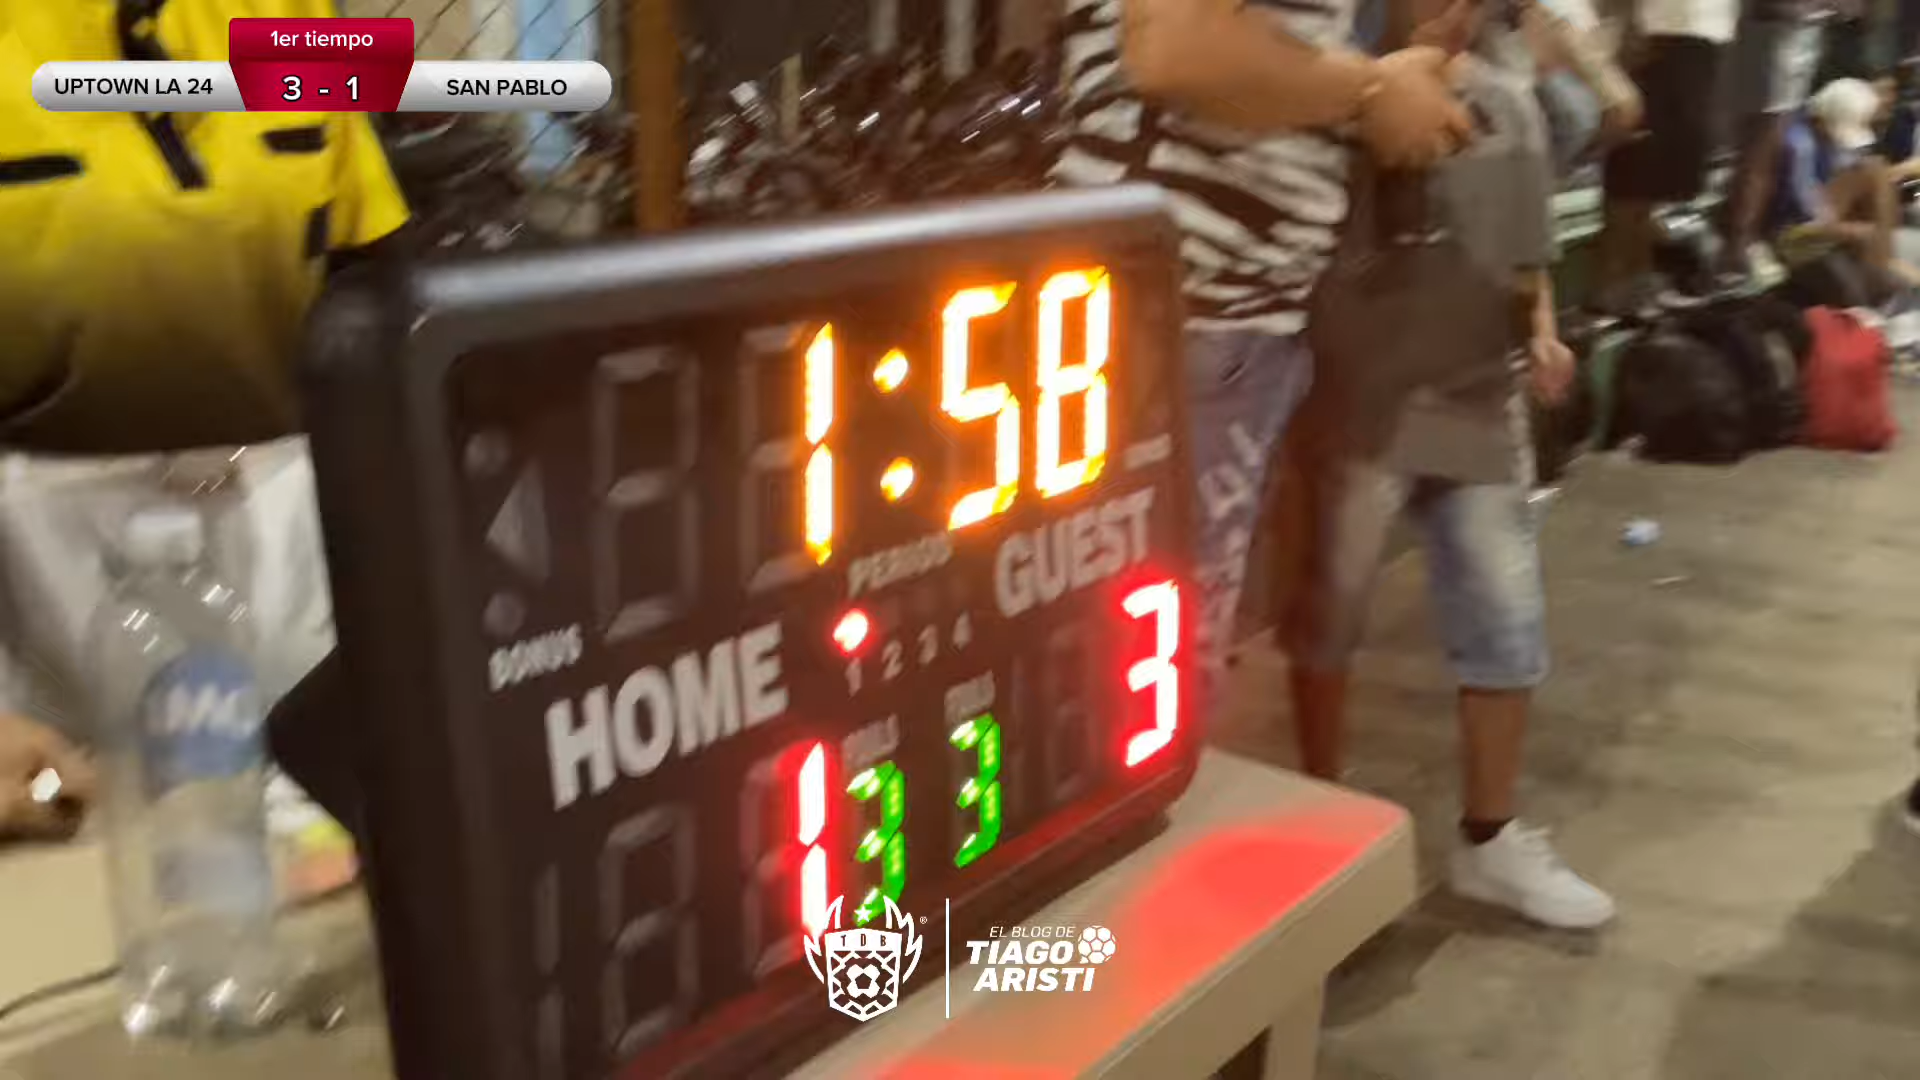 1er tiempo
UPTOWN LA 24 3 - 1 SAN PABLO
1:58
PERIOD
GUEST
BONUS
HOME
1 2 3 4
3
1 3 3
TDB
®
EL BLOG DE
TIAGO
ARISTI